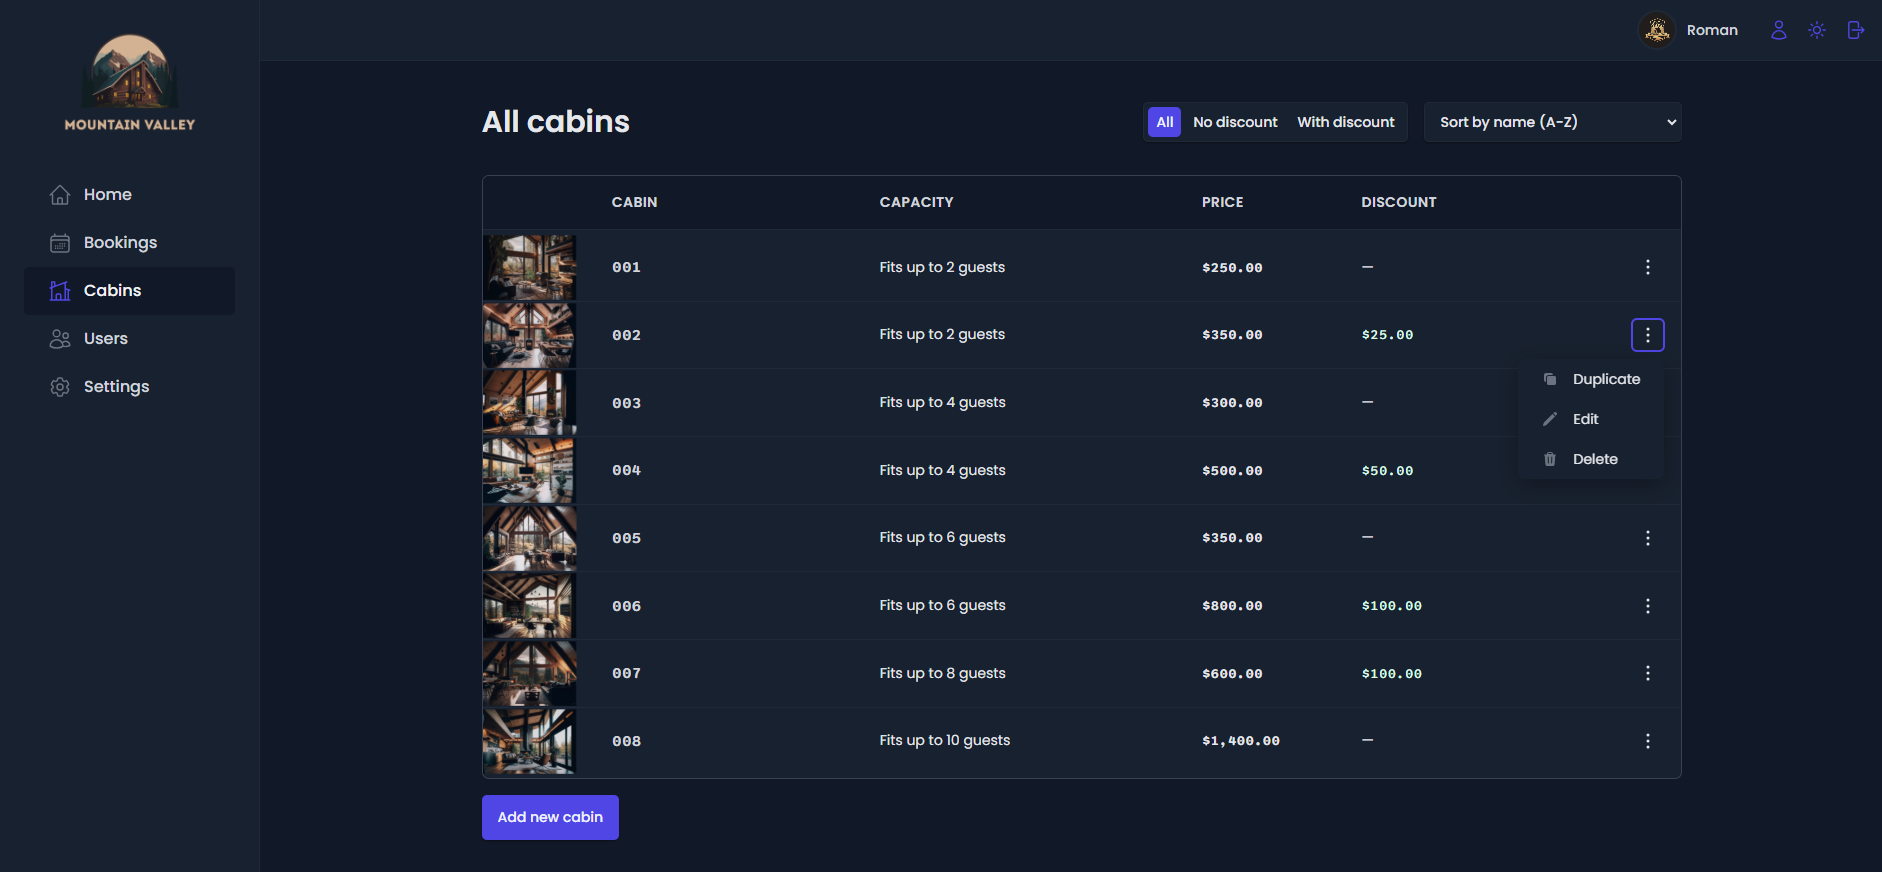 MOUNTAIN VALLEY
Home
Bookings
Cabins
Users
Settings
Roman
All cabins
All No discount With discount Sort by name (A-Z)
CABIN CAPACITY PRICE DISCOUNT
001 Fits up to 2 guests $250.00 —
002 Fits up to 2 guests $350.00 $25.00
Duplicate
003 Fits up to 4 guests $300.00 —
Edit
Delete
004 Fits up to 4 guests $500.00 $50.00
005 Fits up to 6 guests $350.00 —
006 Fits up to 6 guests $800.00 $100.00
007 Fits up to 8 guests $600.00 $100.00
008 Fits up to 10 guests $1,400.00 —
Add new cabin